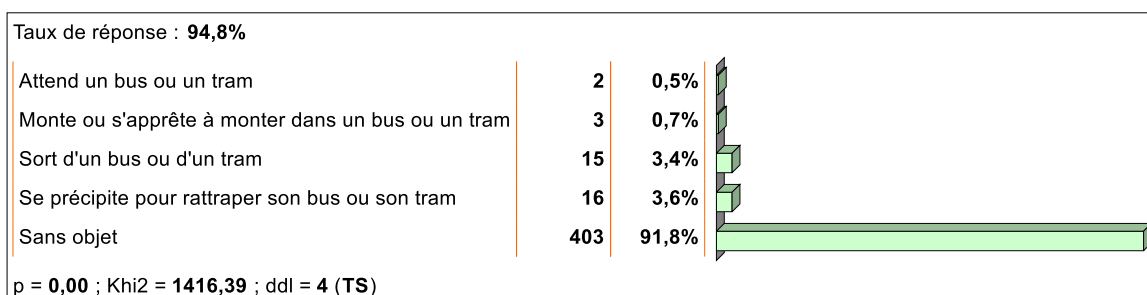 Taux de réponse : 94,8%
Attend un bus ou un tram 2 0,5%
Monte ou s'apprête à monter dans un bus ou un tram 3 0,7%
Sort d'un bus ou d'un tram 15 3,4%
Se précipite pour rattraper son bus ou son tram 16 3,6%
Sans objet 403 91,8%
p = 0,00 ; Khi2 = 1416,39 ; ddl = 4 (TS)